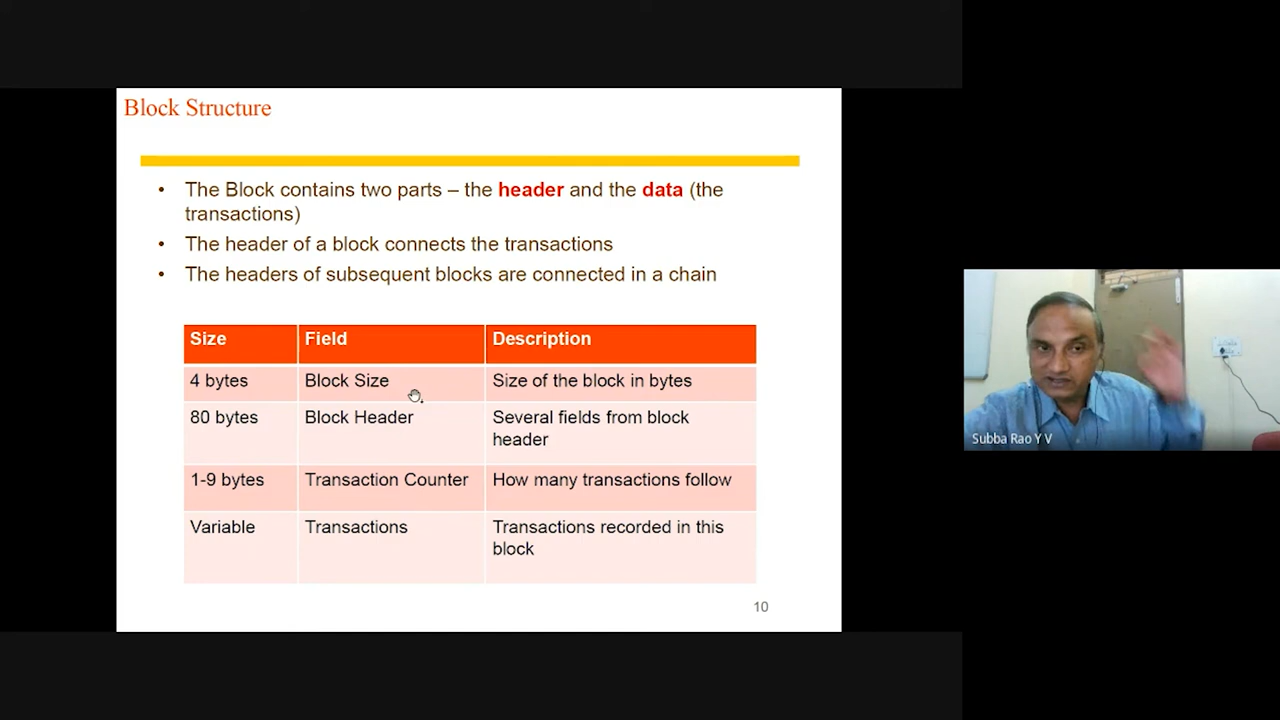 Block Structure
• The Block contains two parts – the header and the data (the
transactions)
• The header of a block connects the transactions
• The headers of subsequent blocks are connected in a chain
Size Field Description
4 bytes Block Size Size of the block in bytes
80 bytes Block Header Several fields from block
header
1-9 bytes Transaction Counter How many transactions follow
Variable Transactions Transactions recorded in this
block
10
Subba Rao Y V